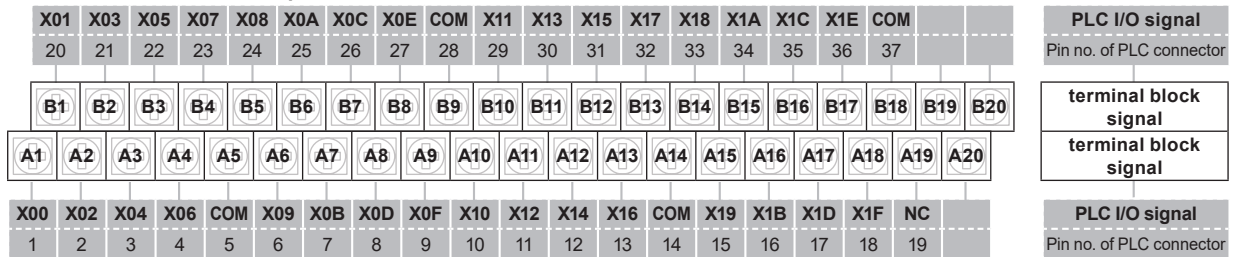 X01 X03 X05 X07 X08 X0A X0C X0E COM X11 X13 X15 X17 X18 X1A X1C X1E COM PLC I/O signal
20 21 22 23 24 25 26 27 28 29 30 31 32 33 34 35 36 37 Pin no. of PLC connector
B1 B2 B3 B4 B5 B6 B7 B8 B9 B10 B11 B12 B13 B14 B15 B16 B17 B18 B19 B20 terminal block
signal
A1 A2 A3 A4 A5 A6 A7 A8 A9 A10 A11 A12 A13 A14 A15 A16 A17 A18 A19 A20 terminal block
signal
X00 X02 X04 X06 COM X09 X0B X0D X0F X10 X12 X14 X16 COM X19 X1B X1D X1F NC PLC I/O signal
1 2 3 4 5 6 7 8 9 10 11 12 13 14 15 16 17 18 19 Pin no. of PLC connector